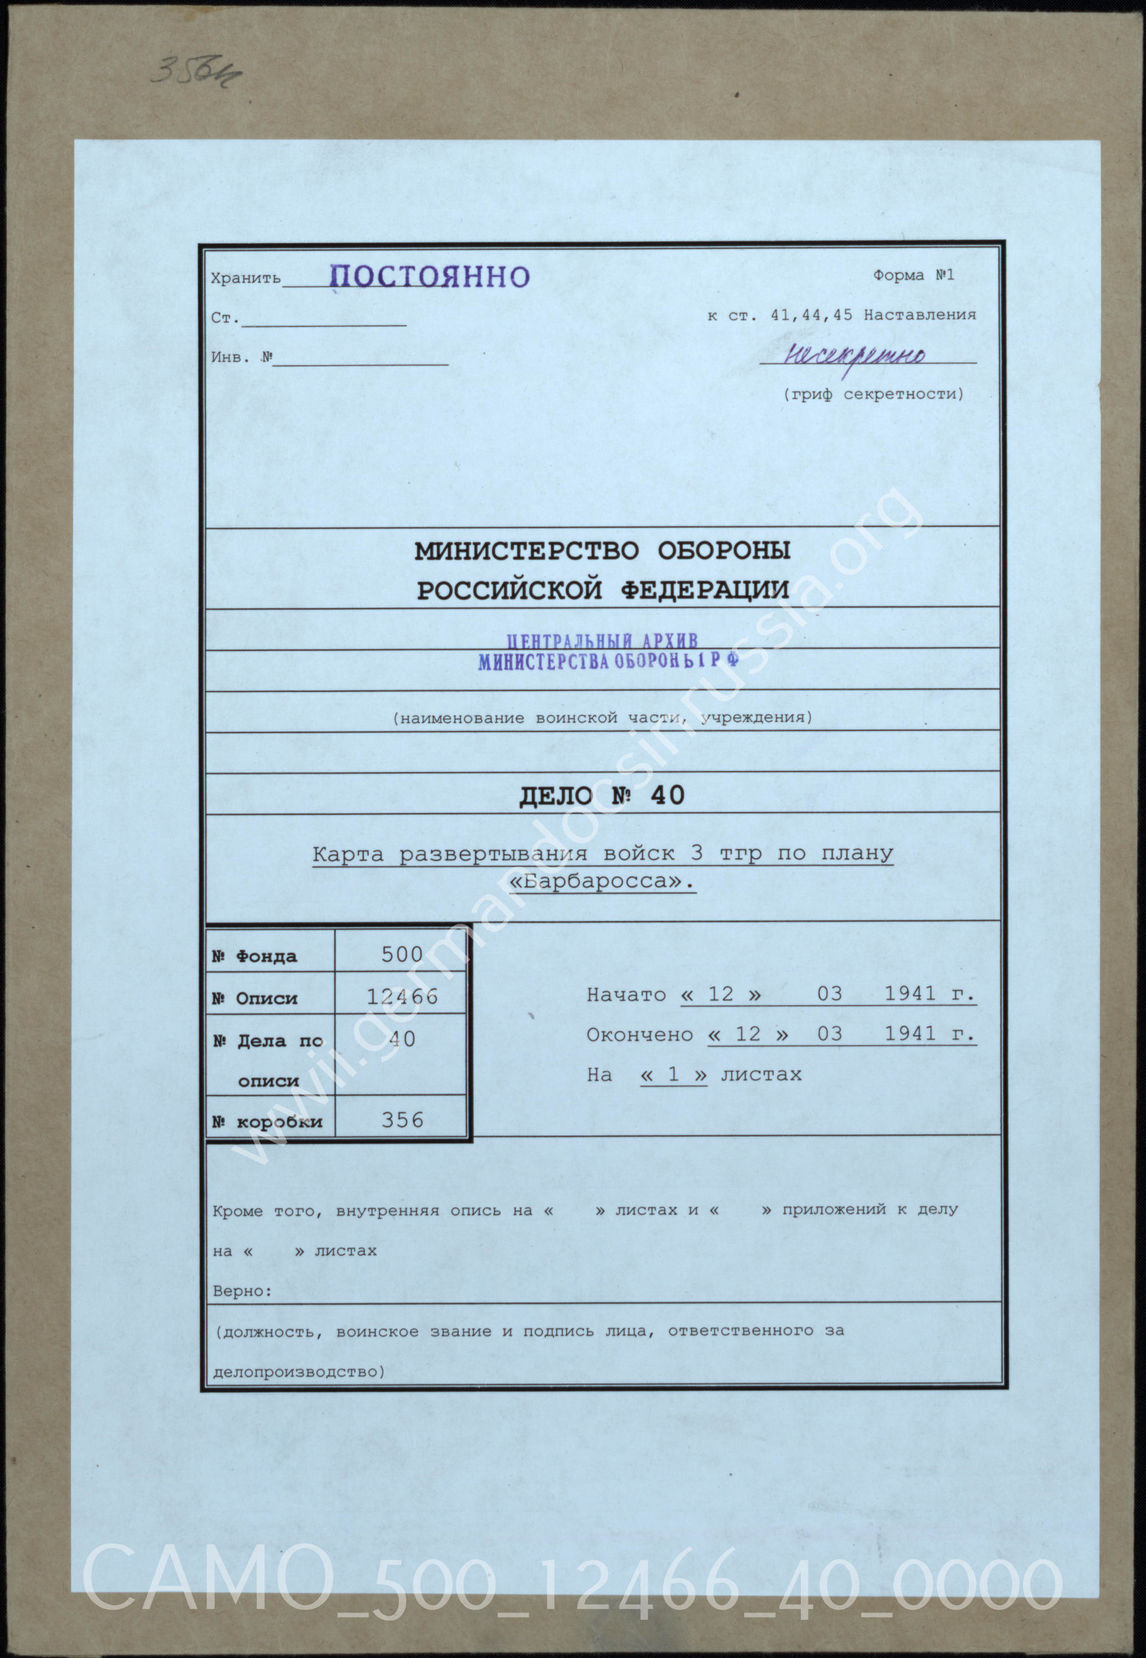 Хранить ПОСТОЯННО
Форма №1
Ст.
к ст. 41,44,45 Наставления
Инв. №
несекретно
(гриф секретности)
МИНИСТЕРСТВО ОБОРОНЫ
РОССИЙСКОЙ ФЕДЕРАЦИИ
ЦЕНТРАЛЬНЫЙ АРХИВ
МИНИСТЕРСТВА ОБОРОНЫ РФ
(наименование воинской части, учреждения)
ДЕЛО № 40
Карта развертывания войск 3 тгр по плану
«Барбаросса».
№ Фонда 500
№ Описи 12466
№ Дела по описи 40
№ коробки 356
Начато « 12 » 03 1941 г.
Окончено « 12 » 03 1941 г.
На « 1 » листах
Кроме того, внутренняя опись на « » листах и « » приложений к делу
на « » листах
Верно:
(должность, воинское звание и подпись лица, ответственного за
делопроизводство)
wwii.germandocsinrussia.org
CAMO_500_12466_40_0000